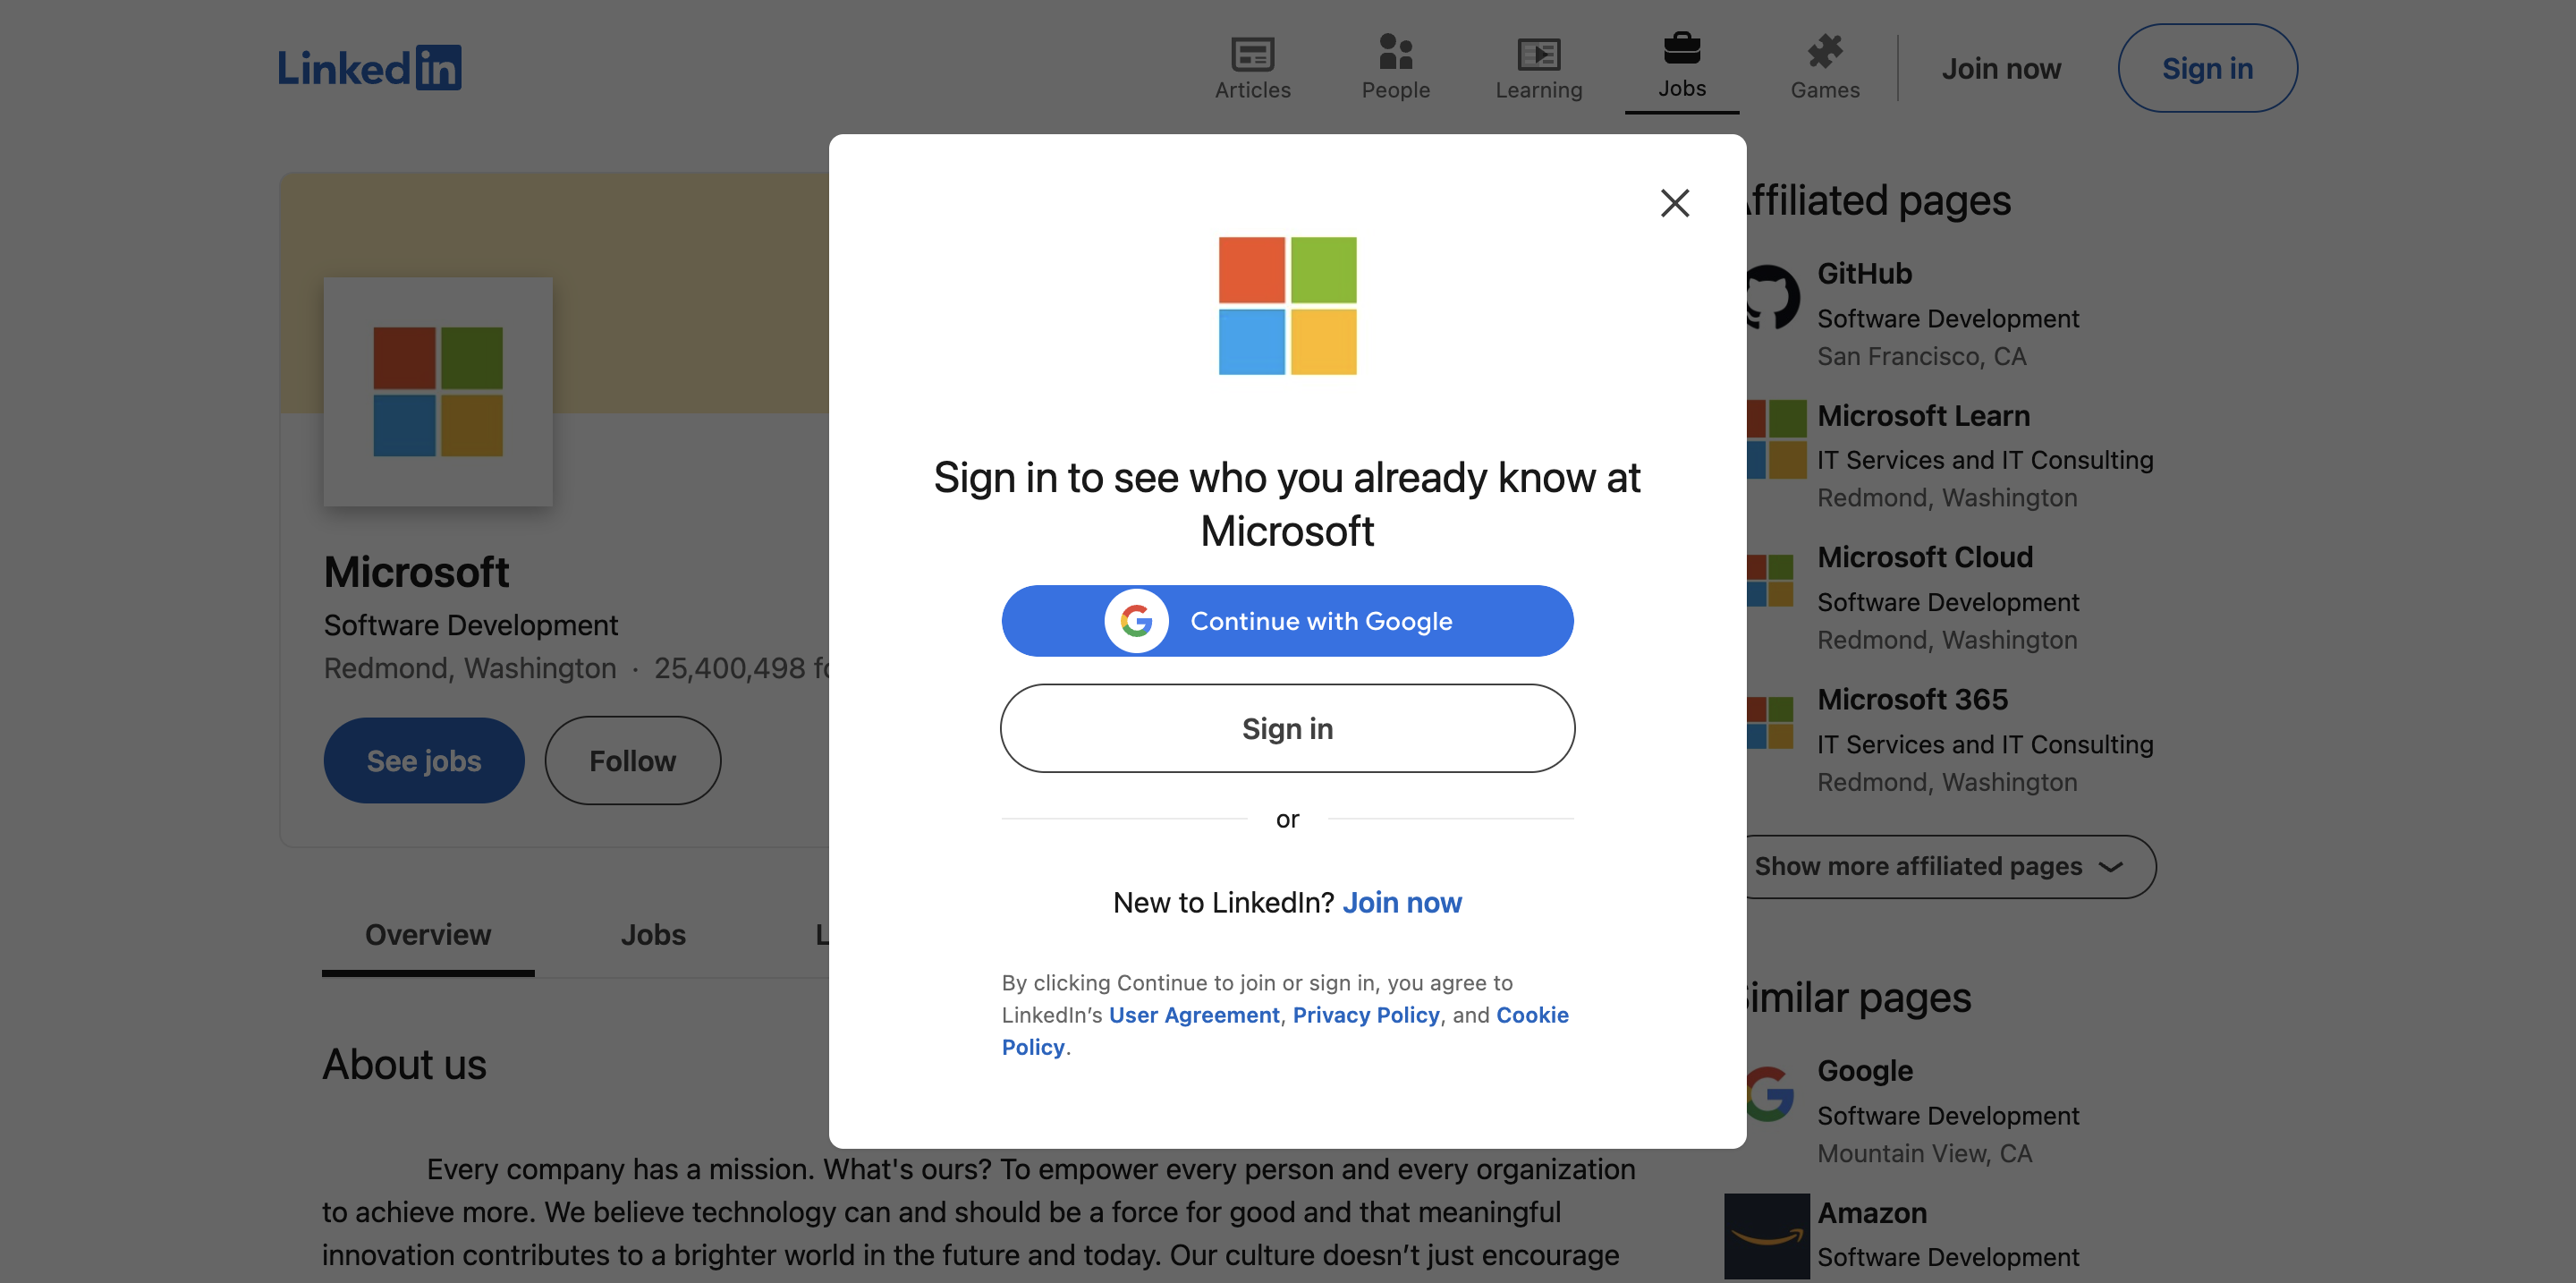 LinkedIn
Articles
People
Learning
Jobs
Games
Join now
Sign in
Microsoft
Software Development
Redmond, Washington · 25,400,498
See jobs
Follow
Overview
Jobs
About us
Every company has a mission. What's ours? To empower every person and every organization
to achieve more. We believe technology can and should be a force for good and that meaningful
innovation contributes to a brighter world in the future and today. Our culture doesn’t just encourage
Sign in to see who you already know at
Microsoft
Continue with Google
Sign in
or
New to LinkedIn? Join now
By clicking Continue to join or sign in, you agree to
LinkedIn’s User Agreement, Privacy Policy, and Cookie
Policy.
Affiliated pages
GitHub
Software Development
San Francisco, CA
Microsoft Learn
IT Services and IT Consulting
Redmond, Washington
Microsoft Cloud
Software Development
Redmond, Washington
Microsoft 365
IT Services and IT Consulting
Redmond, Washington
Show more affiliated pages
Similar pages
Google
Software Development
Mountain View, CA
Amazon
Software Development